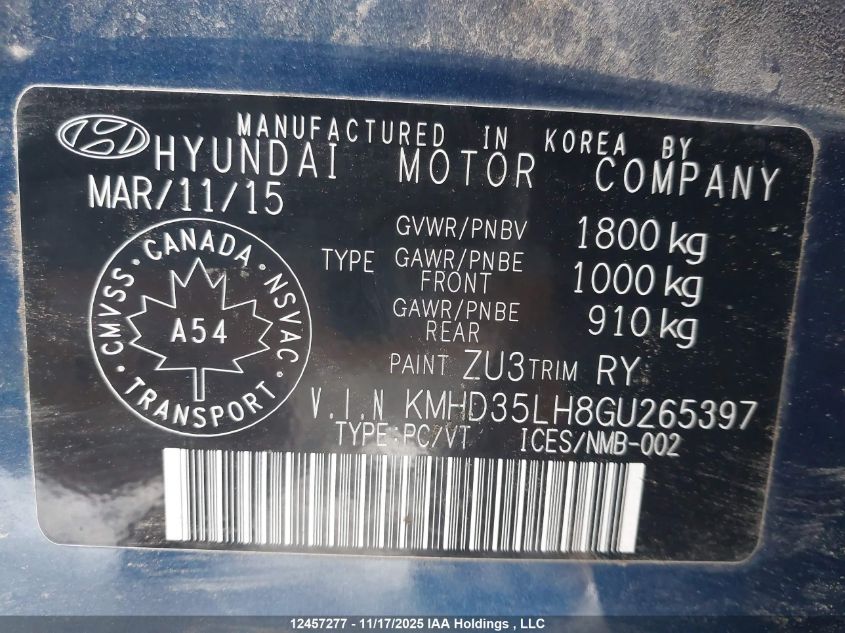 MANUFACTURED IN KOREA BY
HYUNDAI MOTOR COMPANY
MAR/11/15
GVWR/PNBV 1800 kg
TYPE GAWR/PNBE FRONT 1000 kg
GAWR/PNBE REAR 910 kg
CMVSS · CANADA · NSVAC · TRANSPORT ·
A54
PAINT ZU3 TRIM RY
V.I.N KMHD35LH8GU265397
TYPE:PC/VT ICES/NMB-002
12457277 - 11/17/2025 IAA Holdings , LLC